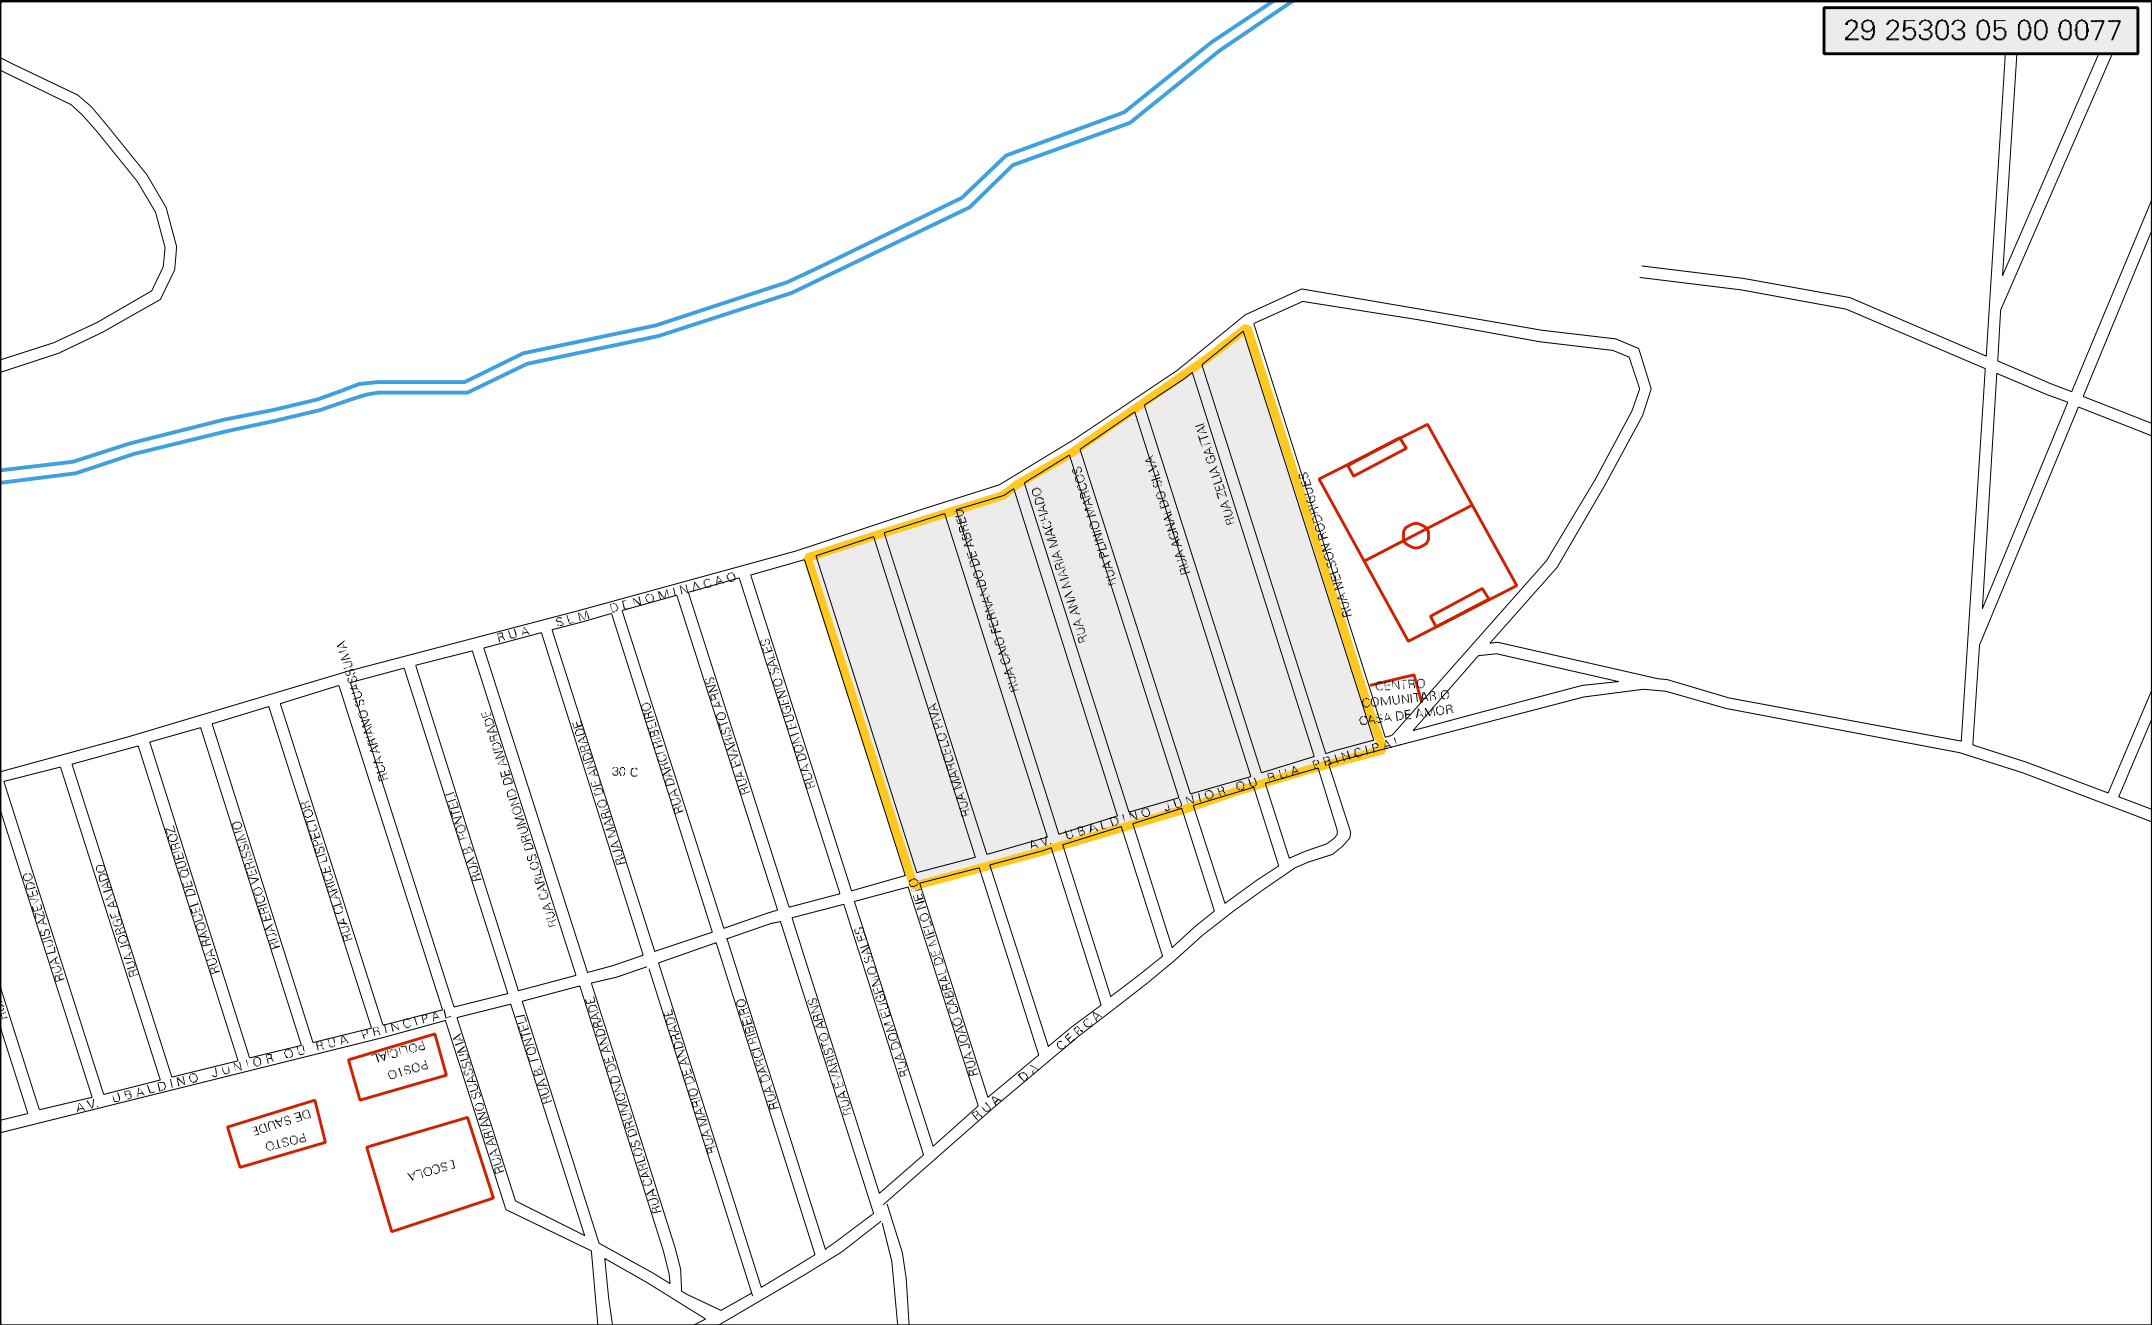 29 25303 05 00 0077
RUA ZELIA GATTAI
RUA AGNALDO SILVA
RUA PLINIO MARCOS
RUA ANA MARIA MACHADO
RUA CAIO FERNANDO DE ABREU
RUA NELSON RODRIGUES
RUA SEM DENOMINACAO
RUA MARCELO RIVA
RUA DOM EUGENIO SALES
RUA EVARISTO ARNS
RUA DARCI RIBEIRO
RUA MARIO DE ANDRADE
30 C
RUA CARLOS DRUMOND DE ANDRADE
RUA B. FONTELI
RUA ARIANO SUASSUMA
RUA CLARICE LISPECTOR
RUA ERICO VERISSIMO
RUA RAQUEL DE QUEIROZ
RUA JORGE AMADO
RUA LUIS AZEVEDO
CENTRO
COMUNITARIO
CASA DE AMOR
AV. UBALDINO JUNIOR OU RUA PRINCIPAL
AV. UBALDINO JUNIOR OU RUA PRINCIPAL
POSTO
POLICIAL
POSTO
DE SAUDE
ESCOLA
RUA ARIANO SUASSUMA
RUA B. FONTELI
RUA CARLOS DRUMOND DE ANDRADE
RUA MARIO DE ANDRADE
RUA DARCI RIBEIRO
RUA EVARISTO ARNS
RUA DOM EUGENIO SALES
RUA JOAO CABRAL DE MELO NETO
RUA DA CERCA